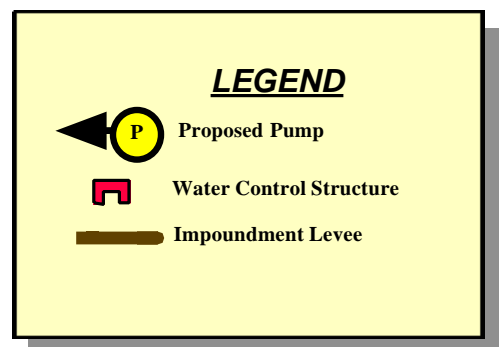 LEGEND
P Proposed Pump
Water Control Structure
Impoundment Levee